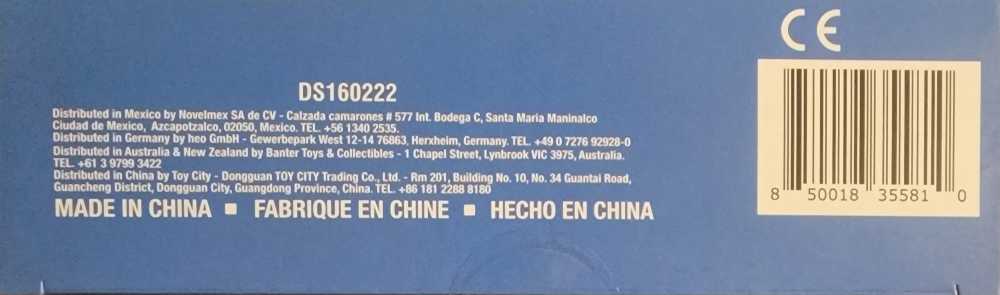 CE
DS160222
Distributed in Mexico by Novelmex SA de CV - Calzada camarones # 577 Int. Bodega C, Santa Maria Maninalco
Ciudad de Mexico, Azcapotzalco, 02050, Mexico. TEL. +56 1340 2535.
Distributed in Germany by heo GmbH - Gewerbepark West 12-14 76863, Herxheim, Germany. TEL. +49 0 7276 92928-0
Distributed in Australia & New Zealand by Banter Toys & Collectibles - 1 Chapel Street, Lynbrook VIC 3975, Australia.
TEL. +61 3 9799 3422
Distributed in China by Toy City - Dongguan TOY CITY Trading Co., Ltd. - Rm 201, Building No. 10, No. 34 Guantai Road,
Guancheng District, Dongguan City, Guangdong Province, China. TEL. +86 181 2288 8180
MADE IN CHINA ■ FABRIQUE EN CHINE ■ HECHO EN CHINA
8 50018 35581 0